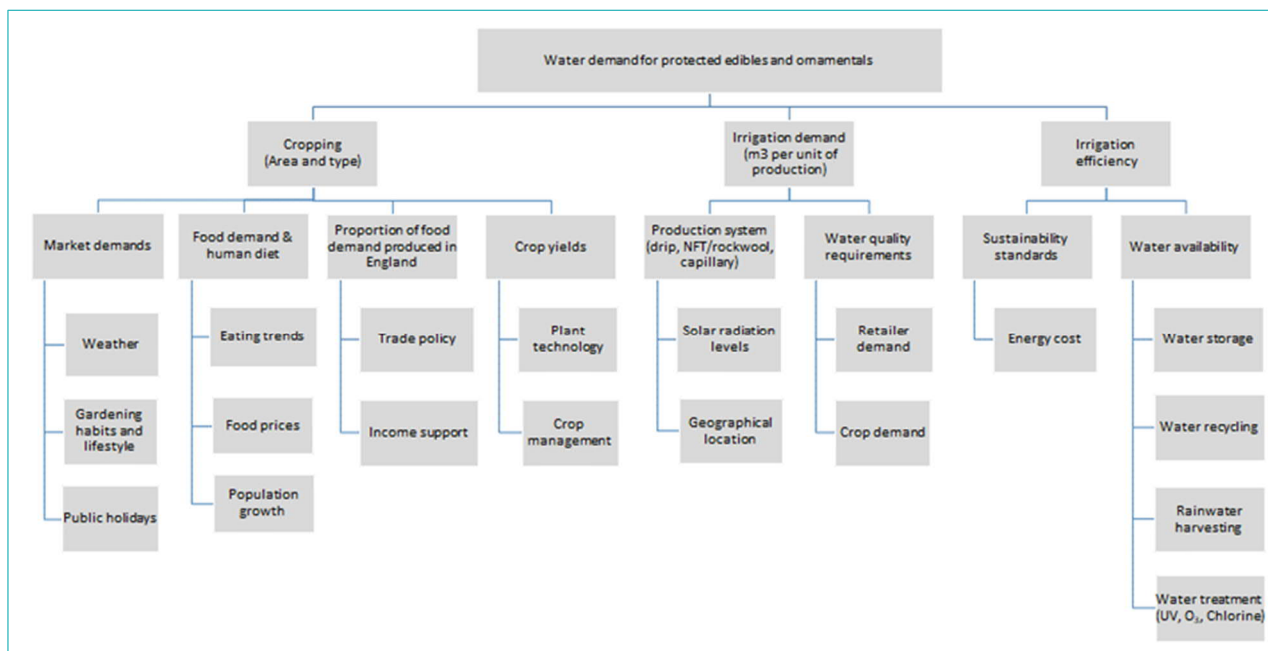 Water demand for protected edibles and ornamentals
Cropping
(Area and type)
Irrigation demand
(m3 per unit of
production)
Irrigation
efficiency
Market demands
Food demand &
human diet
Proportion of food
demand produced in
England
Crop yields
Production system
(drip, NFT/rockwool,
capillary)
Water quality
requirements
Sustainability
standards
Water availability
Weather
Eating trends
Trade policy
Plant
technology
Solar radiation
levels
Retailer
demand
Energy cost
Water storage
Gardening
habits and
lifestyle
Food prices
Income support
Crop
management
Geographical
location
Crop demand
Water recycling
Public holidays
Population
growth
Rainwater
harvesting
Water treatment
(UV, O₃, Chlorine)